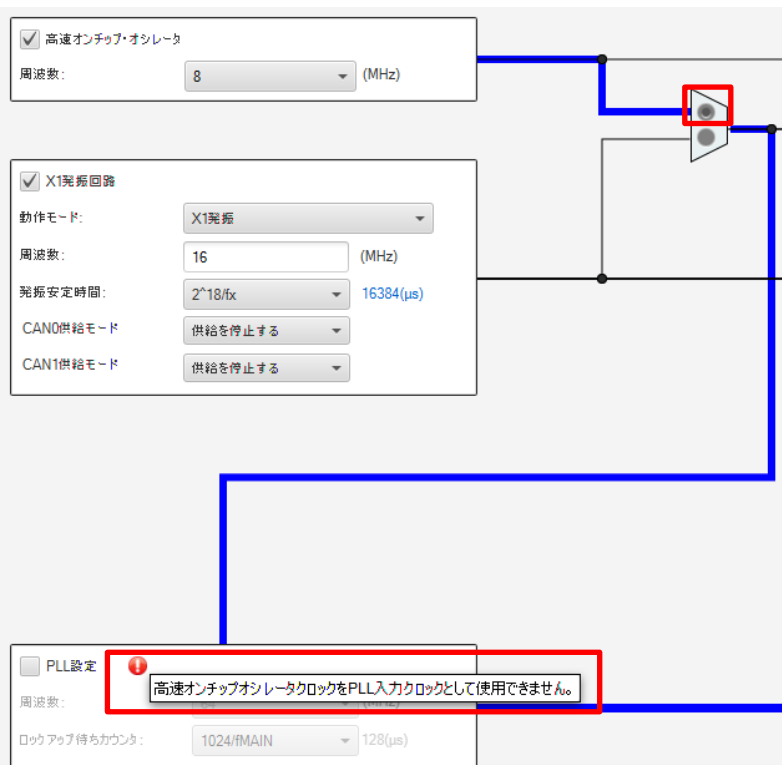 高速オンチップ・オシレータ
周波数: 8 (MHz)
X1発振回路
動作モード: X1発振
周波数: 16 (MHz)
発振安定時間: 2^18/fx 16384(μs)
CAN0供給モード 供給を停止する
CAN1供給モード 供給を停止する
PLL設定
高速オンチップオシレータクロックをPLL入力クロックとして使用できません。
周波数: 64 (MHz)
ロックアップ待ちカウンタ: 1024/fMAIN 128(μs)